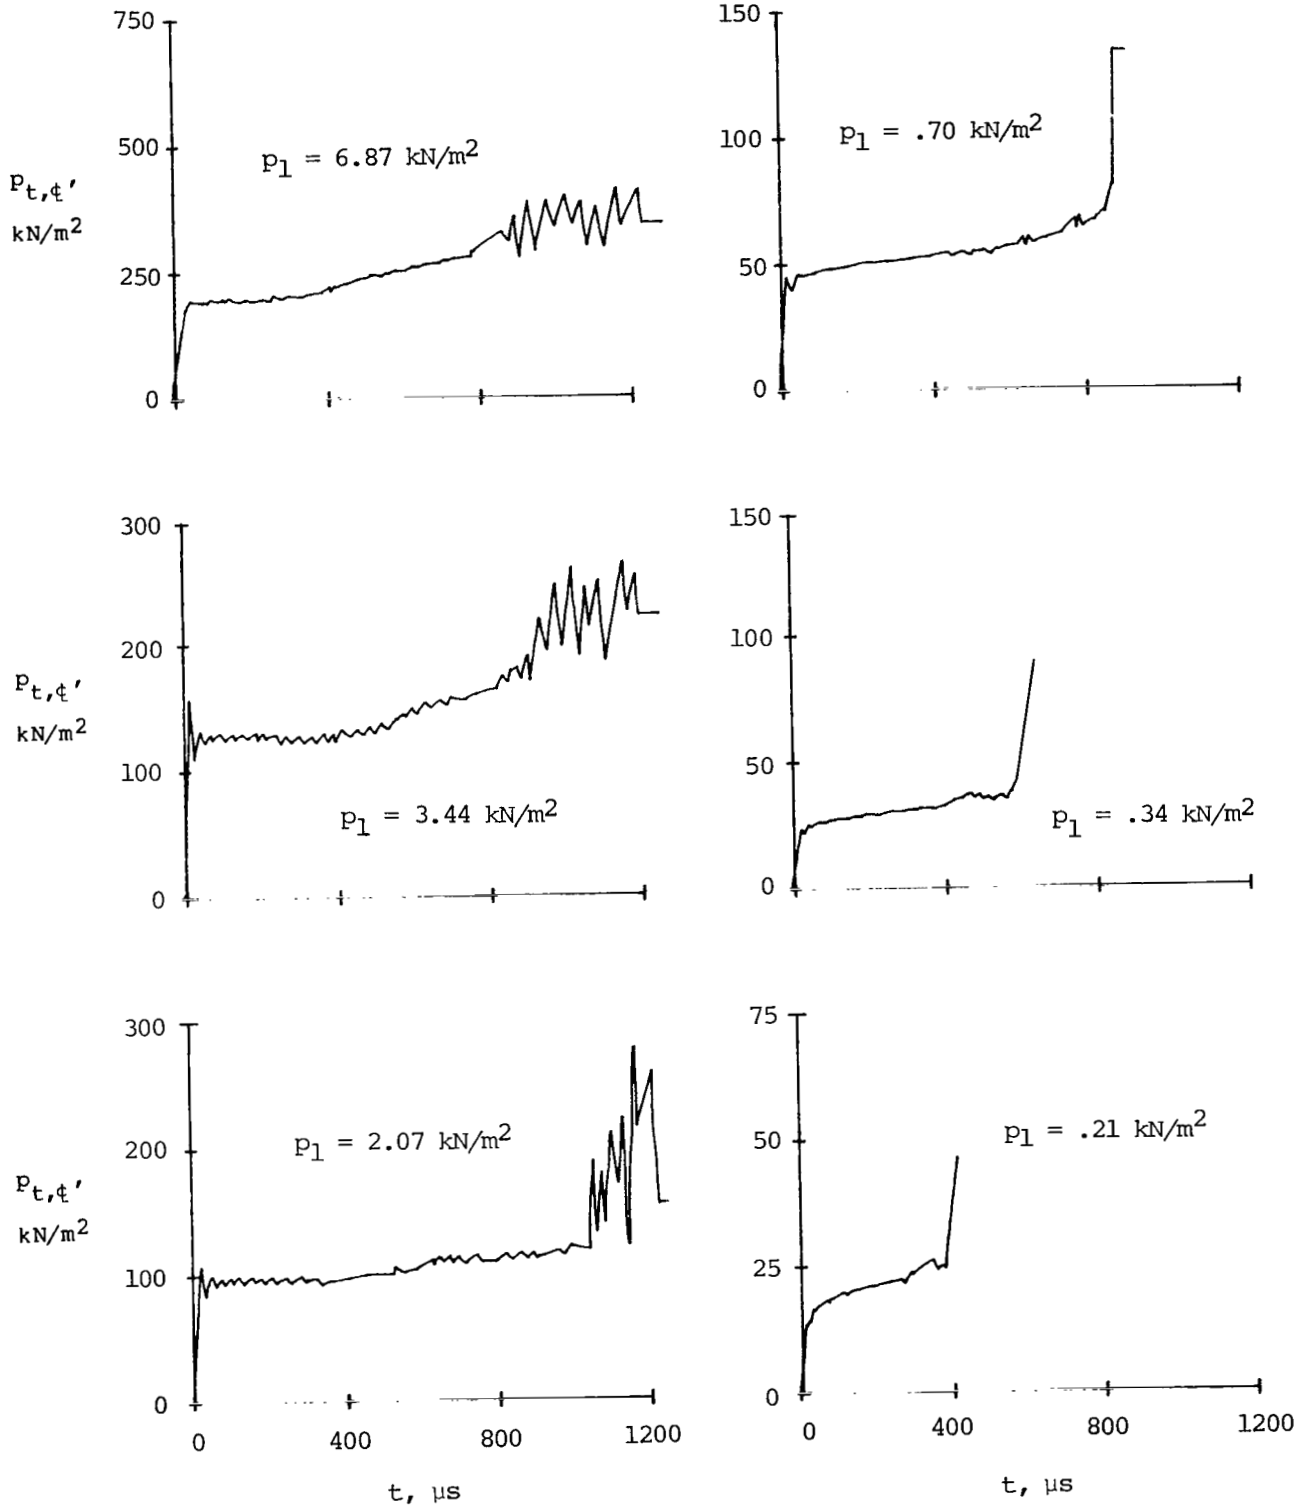 750
500
250
0
p_t,℄,
kN/m²
p₁ = 6.87 kN/m²
150
100
50
0
p₁ = .70 kN/m²
300
200
100
0
p_t,℄,
kN/m²
p₁ = 3.44 kN/m²
150
100
50
0
p₁ = .34 kN/m²
300
200
100
0
p_t,℄,
kN/m²
p₁ = 2.07 kN/m²
0 400 800 1200
t, μs
75
50
25
0
p₁ = .21 kN/m²
0 400 800 1200
t, μs